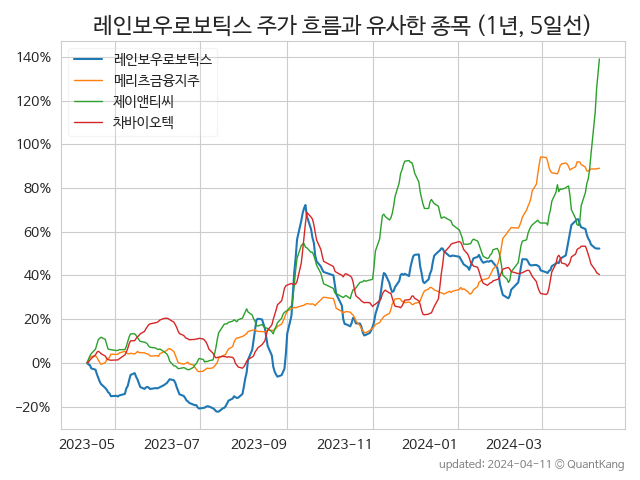 레인보우로보틱스 주가 흐름과 유사한 종목 (1년, 5일선)
레인보우로보틱스
메리츠금융지주
제이앤티씨
차바이오텍
140%
120%
100%
80%
60%
40%
20%
0%
−20%
2023-05 2023-07 2023-09 2023-11 2024-01 2024-03
updated: 2024-04-11 © QuantKang